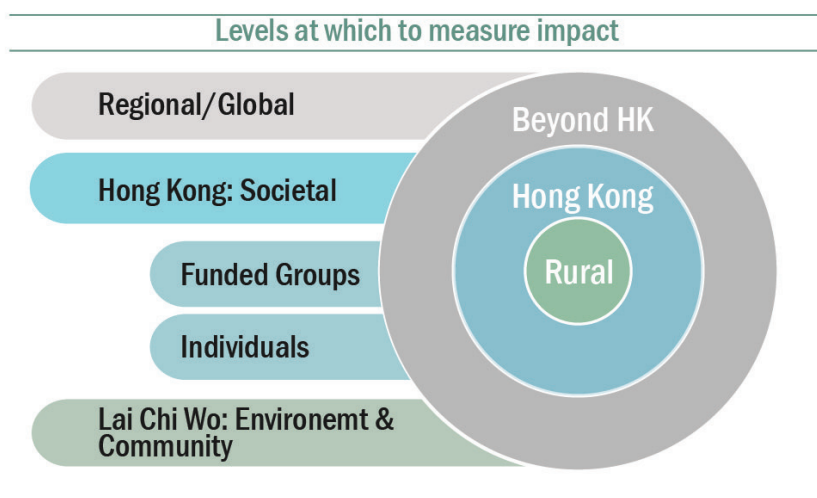 Levels at which to measure impact
Regional/Global
Beyond HK
Hong Kong: Societal
Hong Kong
Funded Groups
Rural
Individuals
Lai Chi Wo: Environemt &
Community